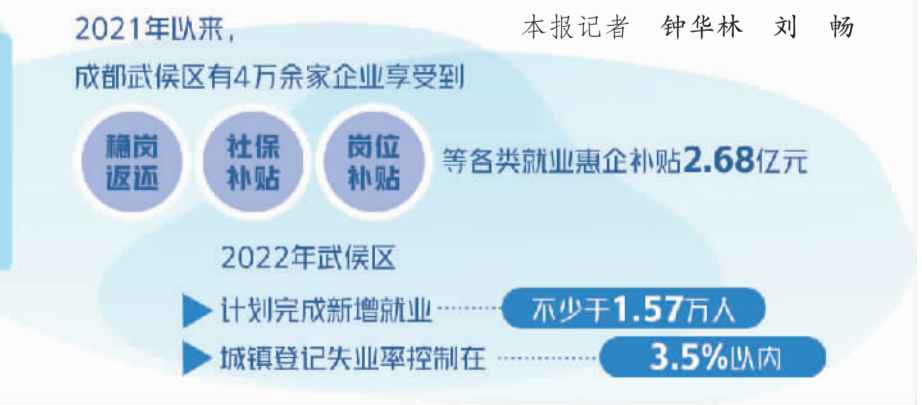 本报记者 钟华林 刘 畅
2021年以来，
成都武侯区有4万余家企业享受到
稳岗
返还
社保
补贴
岗位
补贴
等各类就业惠企补贴2.68亿元
2022年武侯区
计划完成新增就业
不少于1.57万人
城镇登记失业率控制在
3.5%以内